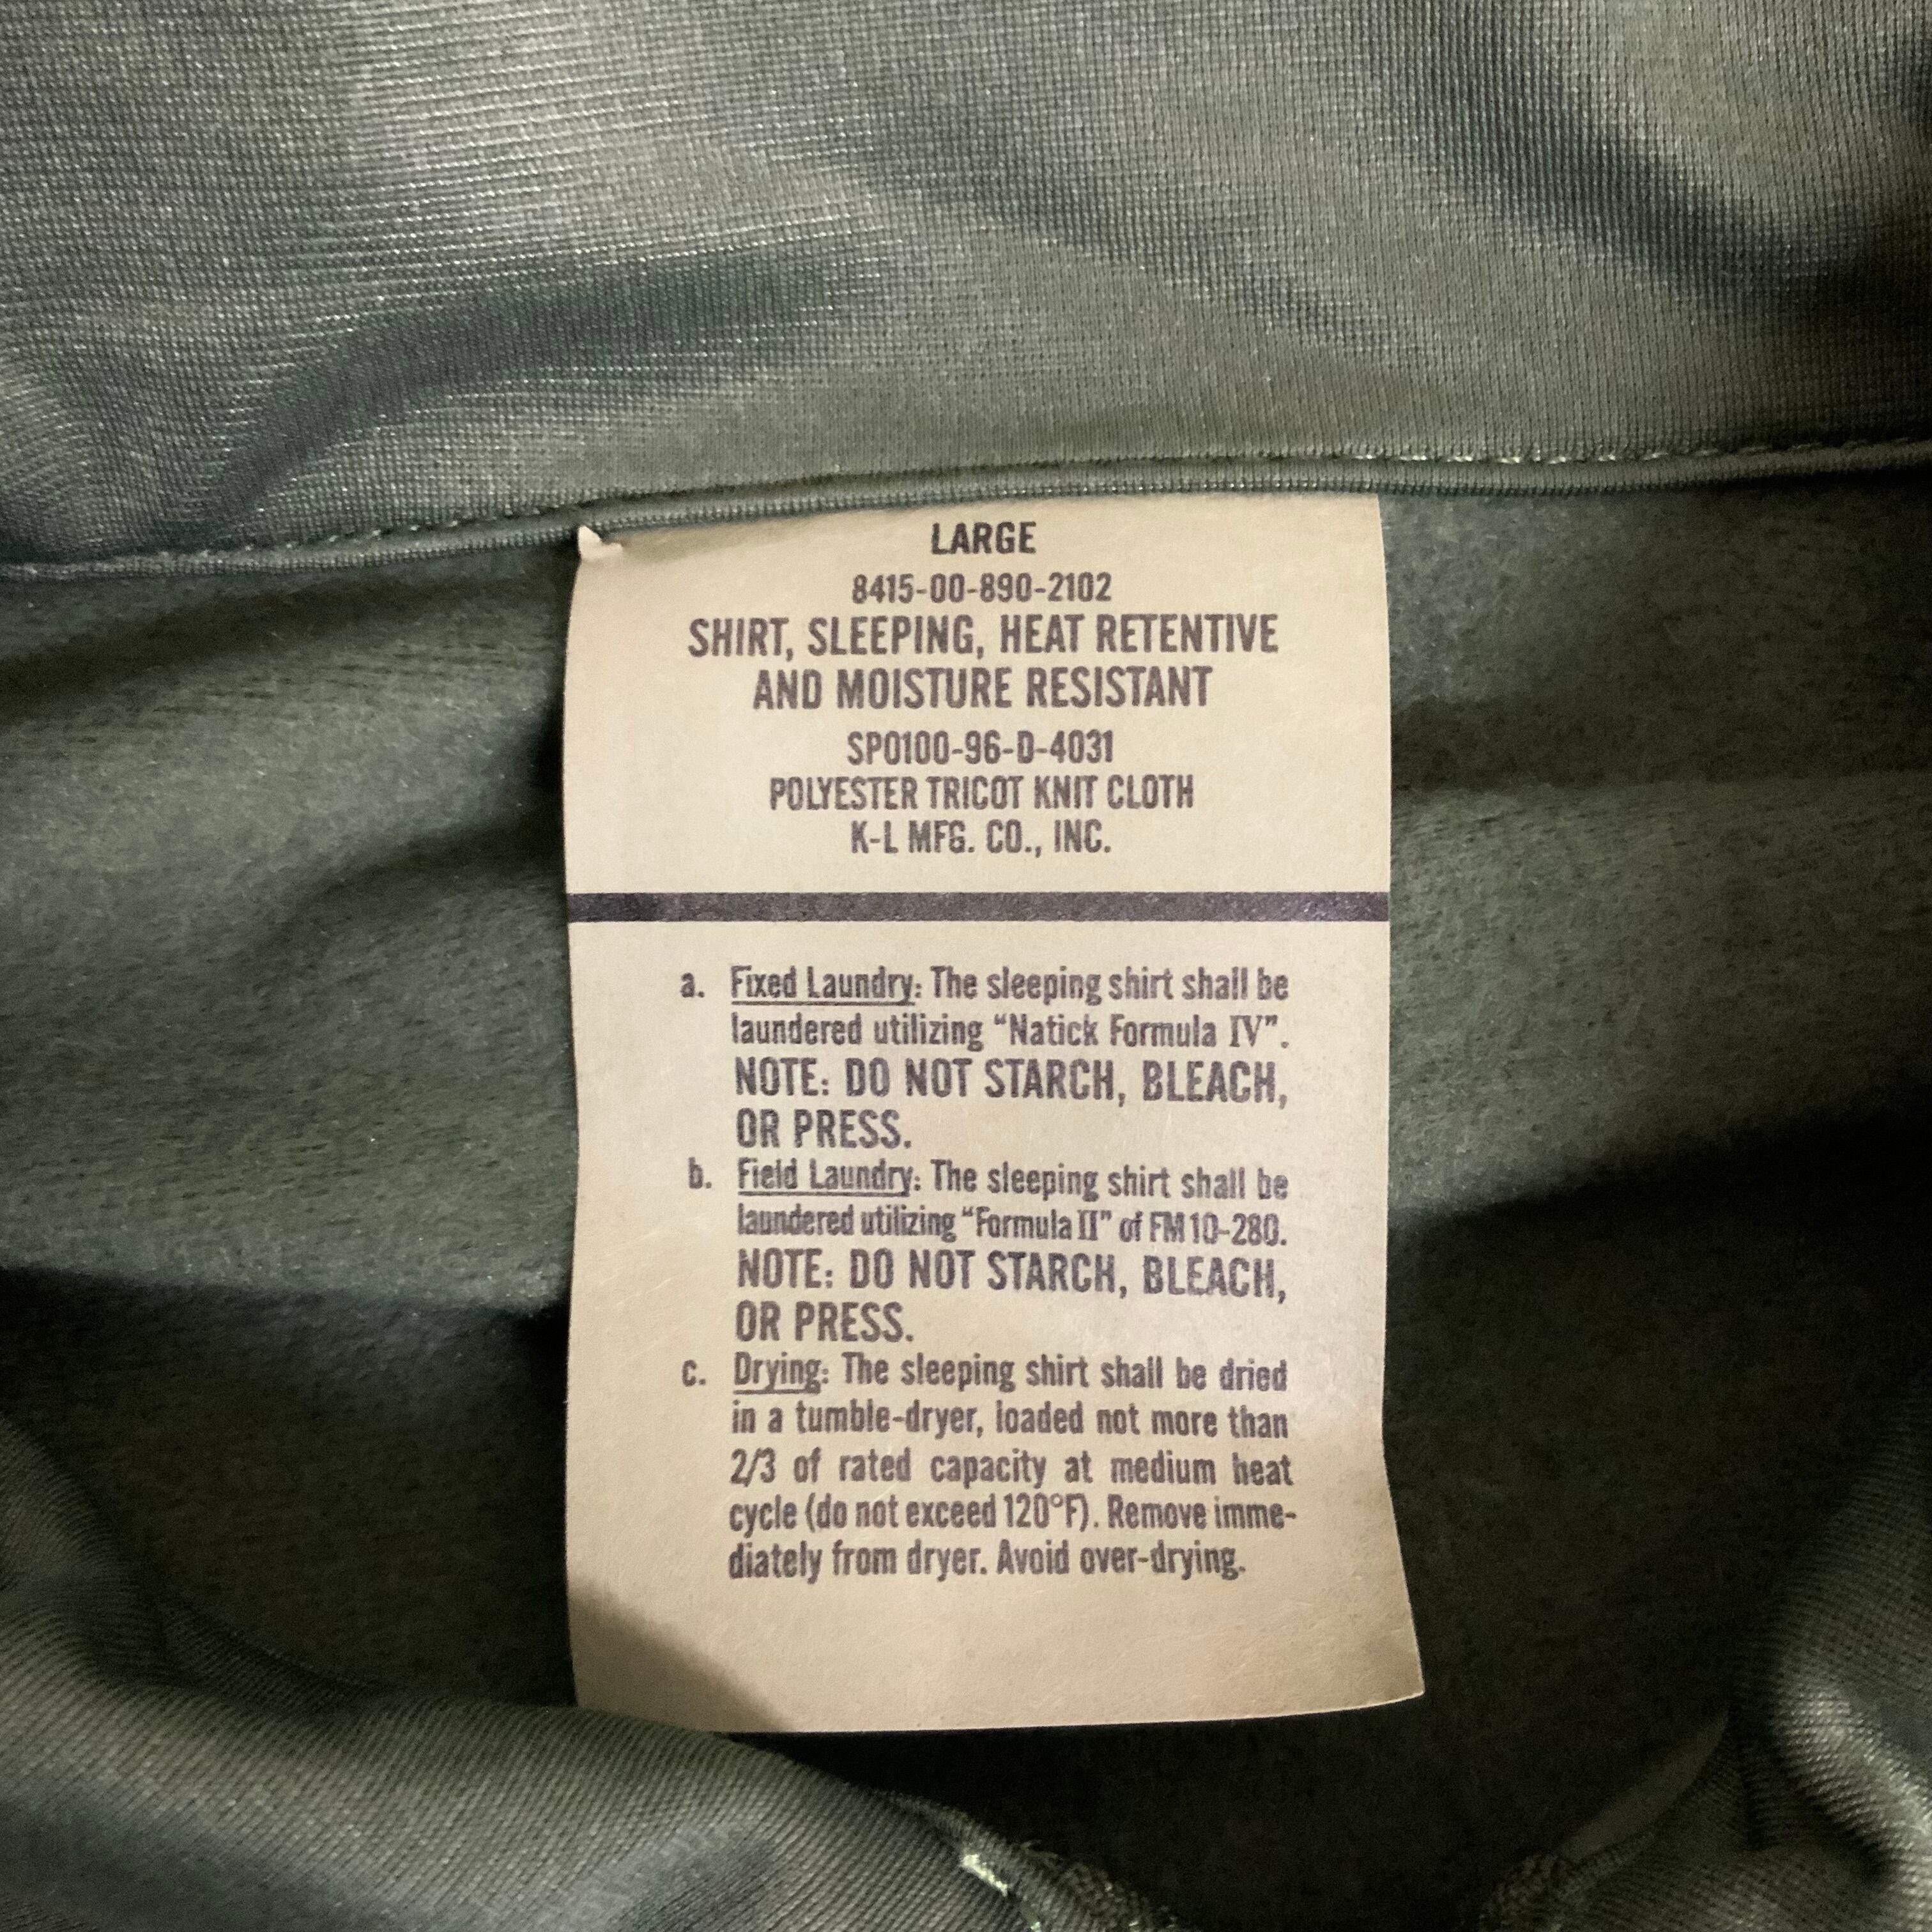 LARGE
8415-00-890-2102
SHIRT, SLEEPING, HEAT RETENTIVE
AND MOISTURE RESISTANT
SP0100-96-D-4031
POLYESTER TRICOT KNIT CLOTH
K-L MFG. CO., INC.
a. Fixed Laundry: The sleeping shirt shall be
laundered utilizing “Natick Formula IV”.
NOTE: DO NOT STARCH, BLEACH,
OR PRESS.
b. Field Laundry: The sleeping shirt shall be
laundered utilizing “Formula II” of FM 10-280.
NOTE: DO NOT STARCH, BLEACH,
OR PRESS.
c. Drying: The sleeping shirt shall be dried
in a tumble-dryer, loaded not more than
2/3 of rated capacity at medium heat
cycle (do not exceed 120°F). Remove imme-
diately from dryer. Avoid over-drying.